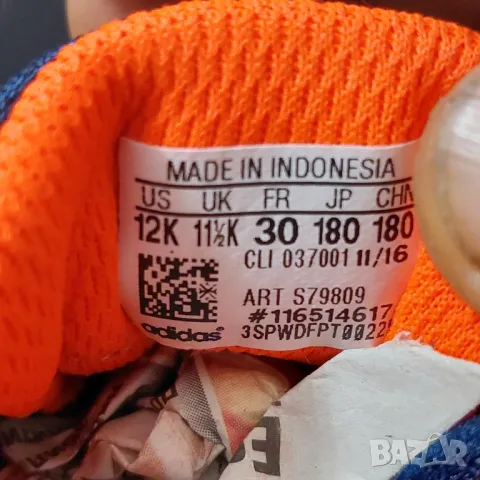 MADE IN INDONESIA
US UK FR JP CHN
12K 11½K 30 180 180
CLI 037001 11/16
ART S79809
#116514617
adidas® 3SPWDFPT0022
BAZAR